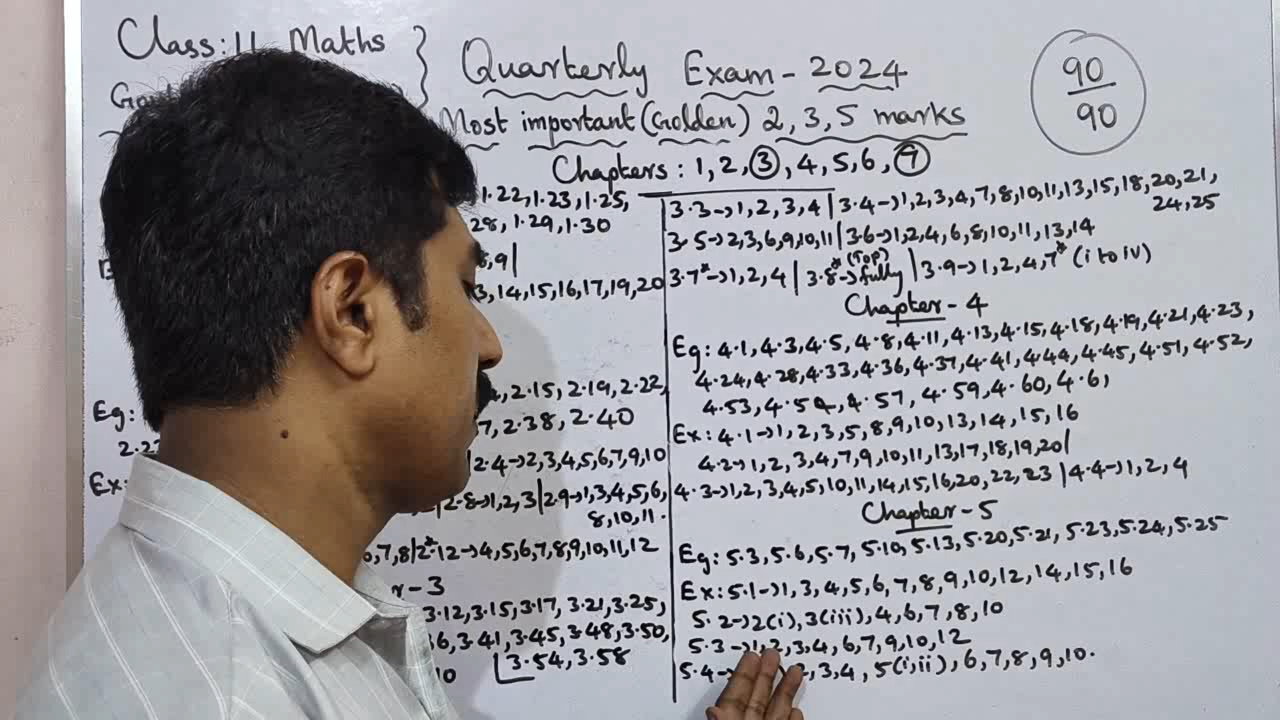 Class: 11 Maths
Quarterly Exam - 2024
Most important (Golden) 2, 3, 5 marks
90
90
Chapters : 1, 2, 3, 4, 5, 6, 7
1.22, 1.23, 1.25,
28, 1.29, 1.30
8, 9 |
3, 14, 15, 16, 17, 19, 20
Eg:
2.15, 2.19, 2.22,
7, 2.38, 2.40
Ex:
2.4→2,3,4,5,6,7,9,10
2.8→1,2,3 | 2.9→1,3,4,5,6,
8,10,11.
6,7,8 | 2.12*→4,5,6,7,8,9,10,11,12
- 3
3.12, 3.15, 3.17, 3.21, 3.25,
3.41, 3.45, 3.48, 3.50,
3.54, 3.58
10
3.3→1,2,3,4 | 3.4→1,2,3,4,7,8,10,11,13,15,18,20,21,
24,25
3.5→2,3,6,9,10,11 | 3.6→1,2,4,6,8,10,11,13,14
3.7*→1,2,4 | 3.8*→fully (Top) | 3.9→1,2,4,7* (i to iv)
Chapter - 4
Eg: 4.1, 4.3, 4.5, 4.8, 4.11, 4.13, 4.15, 4.18, 4.19, 4.21, 4.23,
4.24, 4.28, 4.33, 4.36, 4.37, 4.41, 4.44, 4.45, 4.51, 4.52,
4.53, 4.54, 4.57, 4.59, 4.60, 4.61
Ex: 4.1→1,2,3,5,8,9,10,13,14,15,16
4.2→1,2,3,4,7,9,10,11,13,17,18,19,20 |
4.3→1,2,3,4,5,10,11,14,15,16,20,22,23 | 4.4→1,2,4
Chapter - 5
Eg: 5.3, 5.6, 5.7, 5.10, 5.13, 5.20, 5.21, 5.23, 5.24, 5.25
Ex: 5.1→1,3,4,5,6,7,8,9,10,12,14,15,16
5.2→2(i), 3(iii), 4,6,7,8,10
5.3→1,2,3,4,6,7,9,10,12
5.4→ 3,4, 5(i,ii), 6,7,8,9,10.